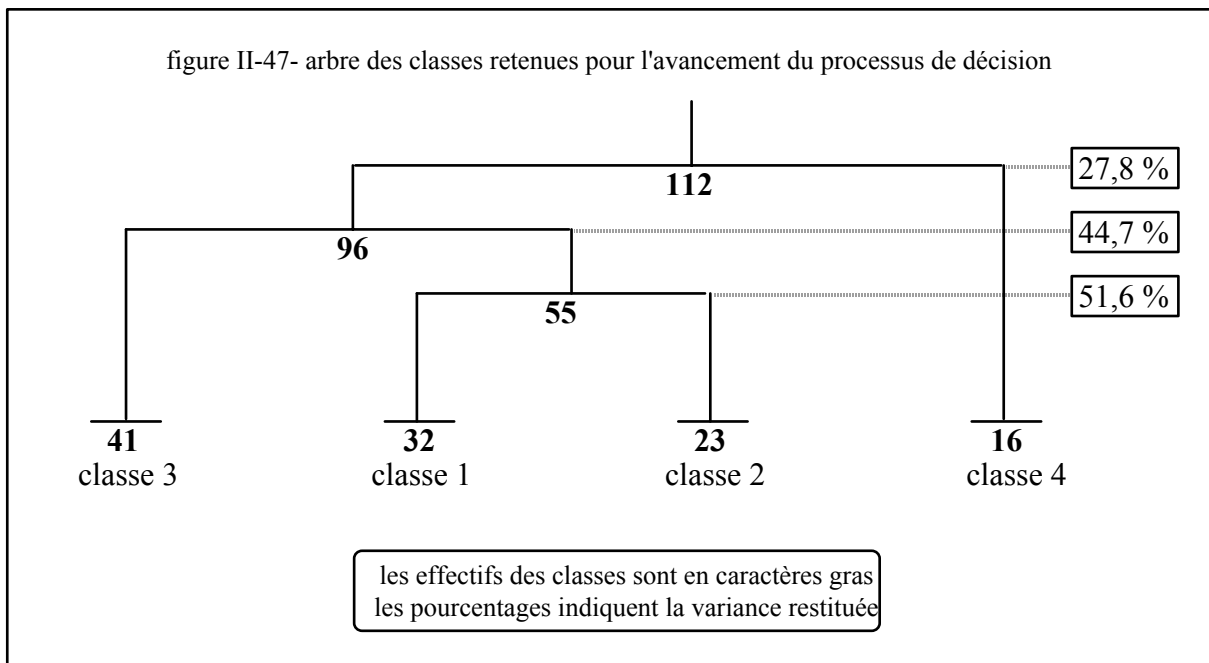 figure II-47- arbre des classes retenues pour l'avancement du processus de décision
27,8 %
112
44,7 %
96
51,6 %
55
41
32
23
16
classe 3
classe 1
classe 2
classe 4
les effectifs des classes sont en caractères gras
les pourcentages indiquent la variance restituée